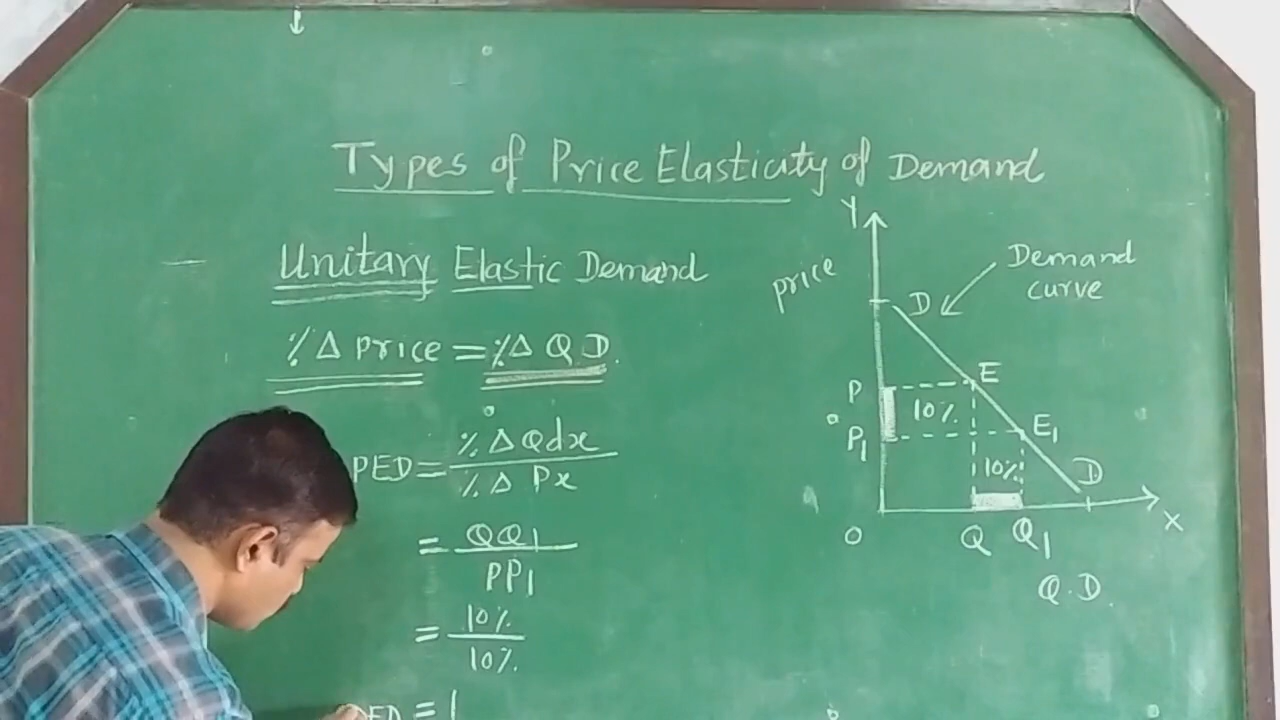 Types of Price Elasticity of Demand
Unitary Elastic Demand
% Δ Price = % Δ Q D.
PED = % Δ Qdx / % Δ Px
= QQ1 / PP1
= 10% / 10%
PED = 1
Y
price
Demand
curve
D
P
E
10%
P1
E1
10%
D
O
Q
Q1
X
Q.D.